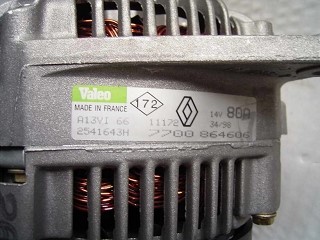 Valeo
MADE IN FRANCE
172
14V 80A
A13VI 66
11172
34/98
2541643H
7700 864606